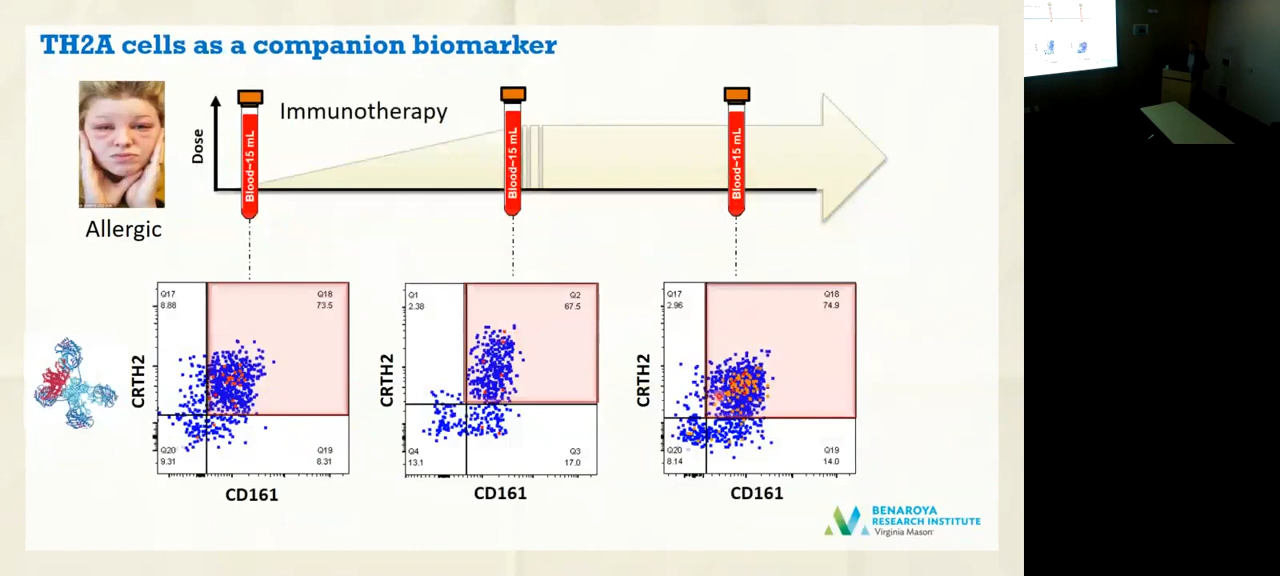 TH2A cells as a companion biomarker
Immunotherapy
Dose
Blood~15 mL
Blood~15 mL
Blood~15 mL
Allergic
Q17
8.88
Q18
73.5
Q20
9.31
Q19
8.31
CRTH2
CD161
Q1
2.38
Q2
67.5
Q4
13.1
Q3
17.0
CRTH2
CD161
Q17
2.96
Q18
74.9
Q20
8.14
Q19
14.0
CRTH2
CD161
BENAROYA
RESEARCH INSTITUTE
Virginia Mason